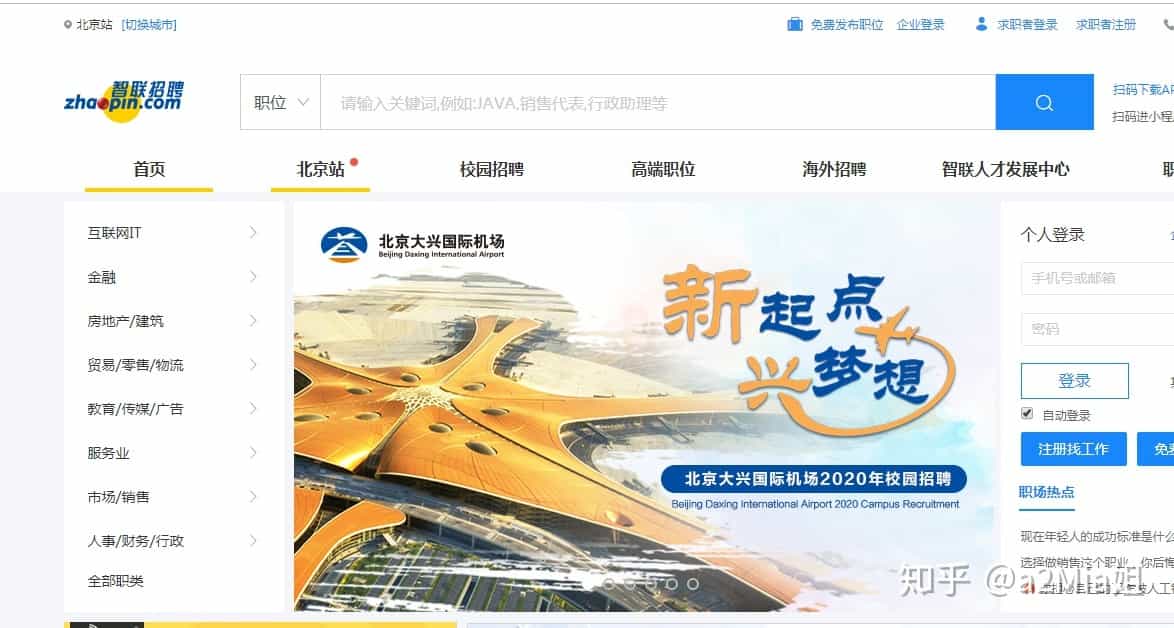 北京站 [切换城市] 免费发布职位 企业登录 求职者登录 求职者注册
智联招聘
zhaopin.com
职位 请输入关键词,例如:JAVA,销售代表,行政助理等
扫码下载AP
扫码进小程
首页 北京站 校园招聘 高端职位 海外招聘 智联人才发展中心 职
互联网IT
金融
房地产/建筑
贸易/零售/物流
教育/传媒/广告
服务业
市场/销售
人事/财务/行政
全部职类
北京大兴国际机场
Beijing Daxing International Airport
新起点
兴梦想
北京大兴国际机场2020年校园招聘
Beijing Daxing International Airport 2020 Campus Recruitment
个人登录
手机号或邮箱
密码
登录
自动登录
注册找工作 免费
职场热点
现在年轻人的成功标准是什么
选择做销售这个职业，你后悔
知乎 @a2Mia姐